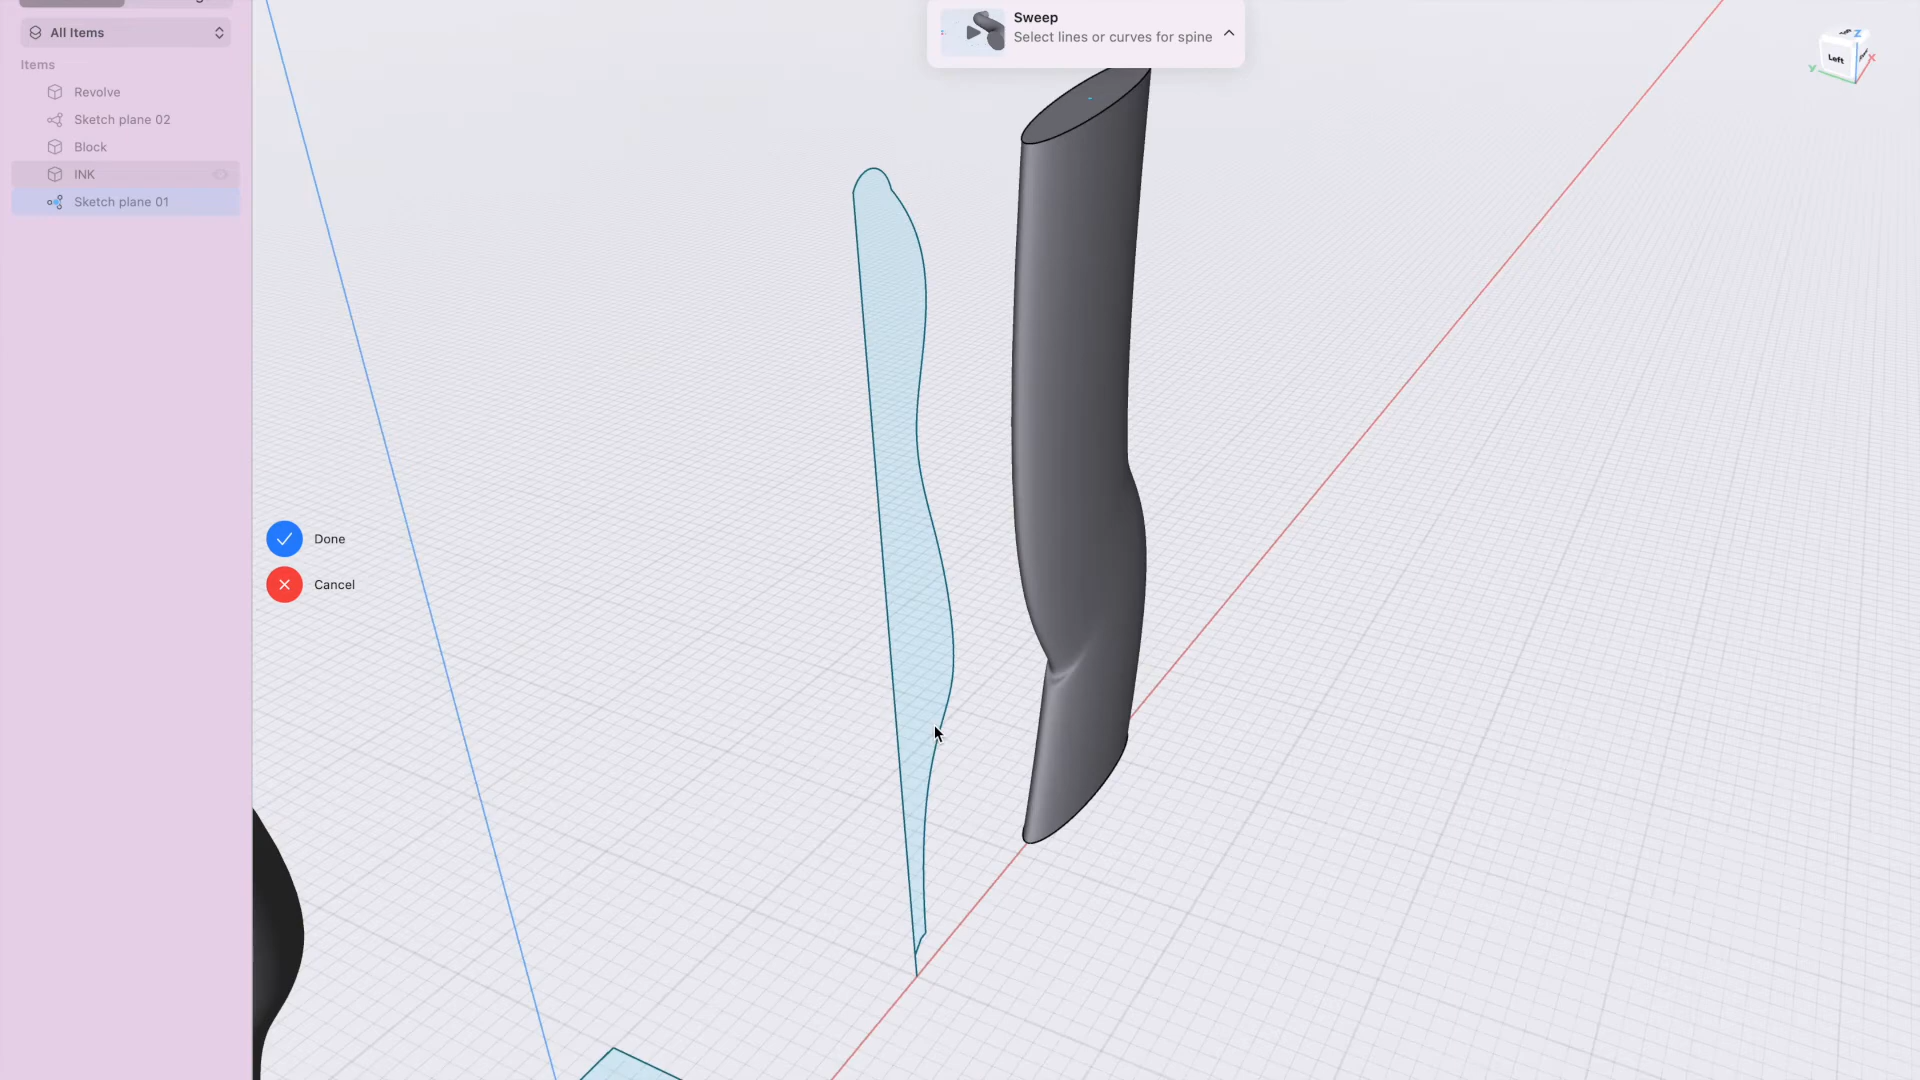 All Items
Items
Revolve
Sketch plane 02
Block
INK
Sketch plane 01
Sweep
Select lines or curves for spine
Done
Cancel
Z
Left
X
Y